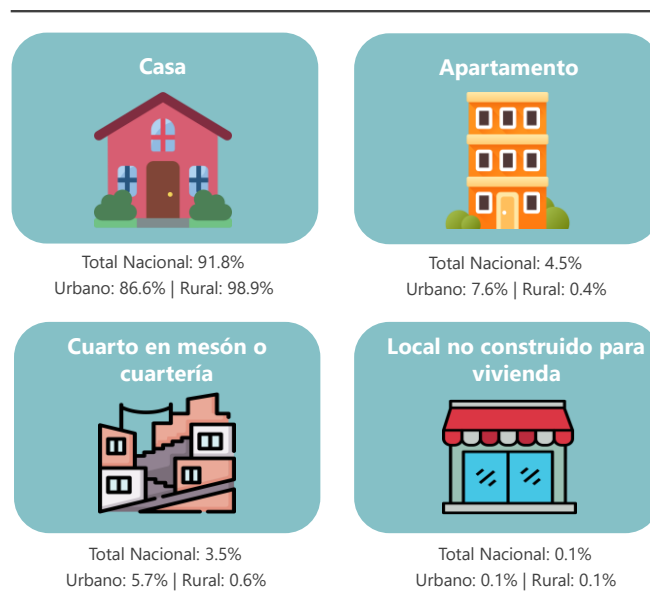 Casa
Total Nacional: 91.8%
Urbano: 86.6% | Rural: 98.9%
Apartamento
Total Nacional: 4.5%
Urbano: 7.6% | Rural: 0.4%
Cuarto en mesón o
cuartería
Total Nacional: 3.5%
Urbano: 5.7% | Rural: 0.6%
Local no construido para
vivienda
Total Nacional: 0.1%
Urbano: 0.1% | Rural: 0.1%